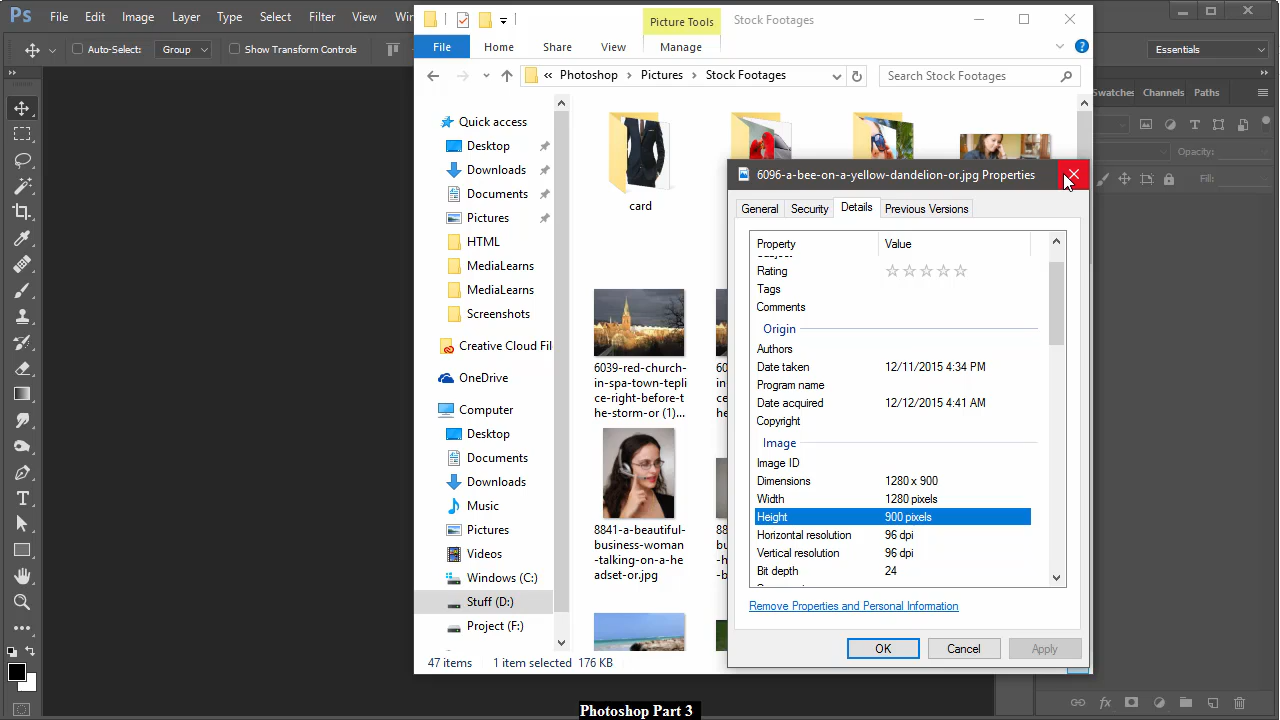 Ps File Edit Image Layer Type Select Filter View
Auto-Select: Group Show Transform Controls
Essentials
Swatches Channels Paths
Opacity:
Fill:
Picture Tools Stock Footages
File Home Share View Manage
« Photoshop Pictures Stock Footages
Search Stock Footages
Quick access
Desktop
Downloads
Documents
Pictures
HTML
MediaLearns
MediaLearns
Screenshots
Creative Cloud Fil
OneDrive
Computer
Desktop
Documents
Downloads
Music
Pictures
Videos
Windows (C:)
Stuff (D:)
Project (F:)
card
6039-red-church-
in-spa-town-tepl
ice-right-before-t
he-storm-or (1)...
8841-a-beautiful-
business-woman
-talking-on-a-he
adset-or.jpg
47 items 1 item selected 176 KB
6096-a-bee-on-a-yellow-dandelion-or.jpg Properties
General Security Details Previous Versions
Property Value
Rating
Tags
Comments
Origin
Authors
Date taken 12/11/2015 4:34 PM
Program name
Date acquired 12/12/2015 4:41 AM
Copyright
Image
Image ID
Dimensions 1280 x 900
Width 1280 pixels
Height 900 pixels
Horizontal resolution 96 dpi
Vertical resolution 96 dpi
Bit depth 24
Remove Properties and Personal Information
OK Cancel Apply
Photoshop Part 3